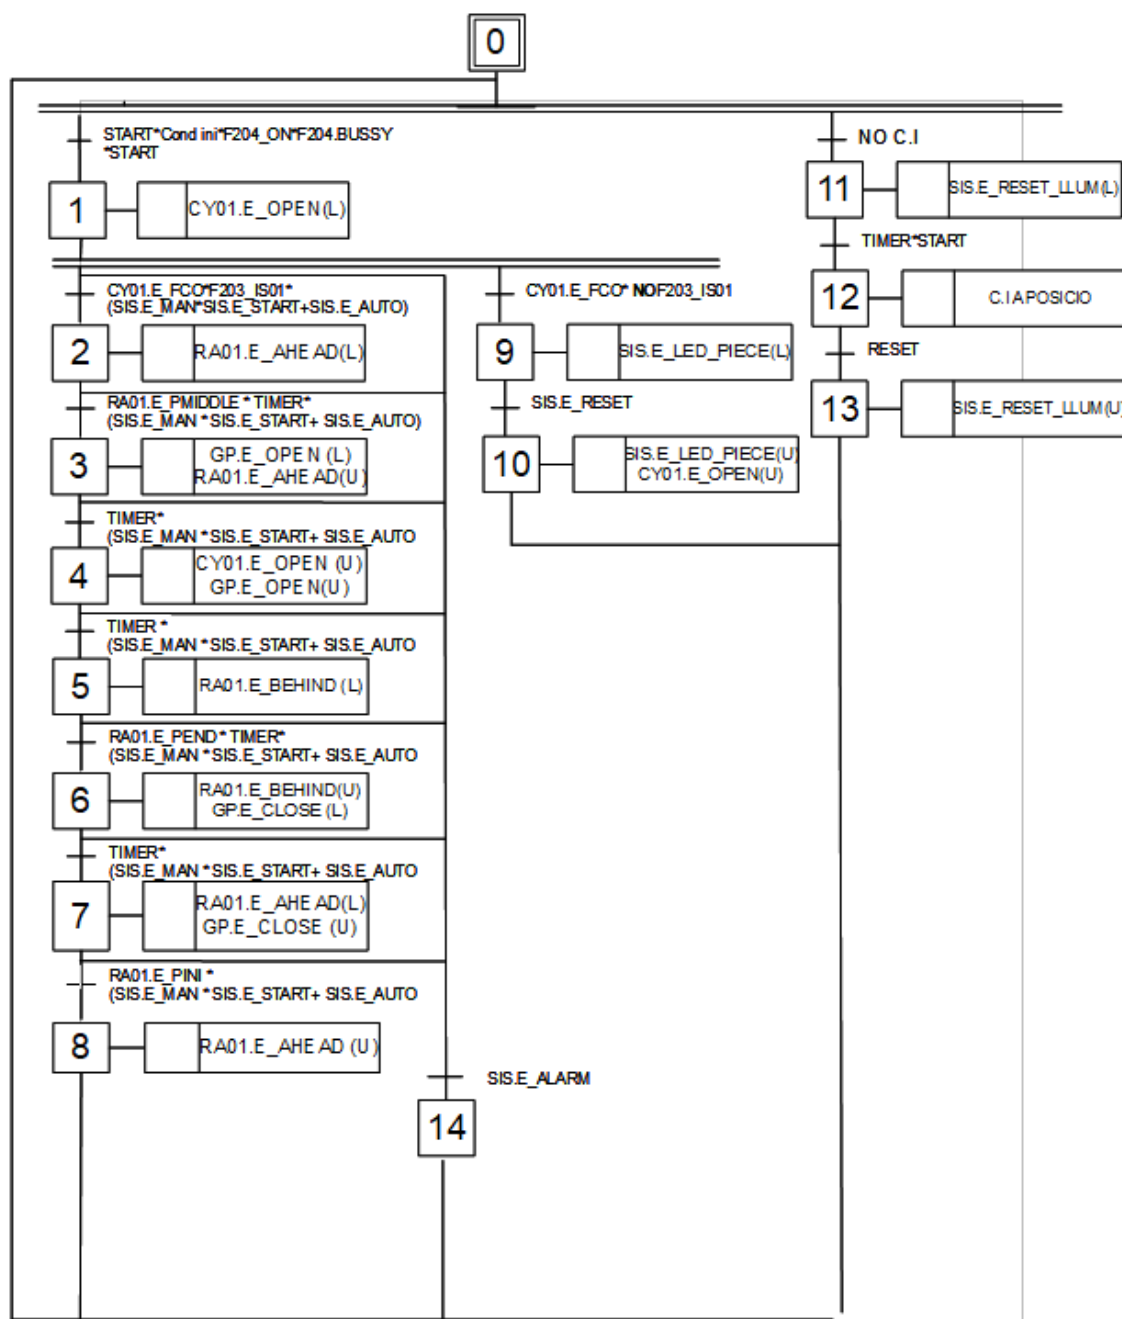 0
START*Cond ini*F204_ON*F204.BUSSY
*START
1
CY01.E_OPEN(L)
NO C.I
11
SIS.E_RESET_LLUM(L)
TIMER*START
12
C.I A POSICIO
RESET
13
SIS.E_RESET_LLUM(U)
CY01.E_FCO*F203_IS01*
(SIS.E_MAN*SIS.E_START+SIS.E_AUTO)
2
RA01.E_AHEAD(L)
RA01.E_PMIDDLE * TIMER*
(SIS.E_MAN *SIS.E_START+ SIS.E_AUTO)
3
GP.E_OPEN (L)
RA01.E_AHEAD(U)
TIMER*
(SIS.E_MAN *SIS.E_START+ SIS.E_AUTO
4
CY01.E_OPEN (U)
GP.E_OPEN(U)
TIMER *
(SIS.E_MAN *SIS.E_START+ SIS.E_AUTO
5
RA01.E_BEHIND (L)
RA01.E_PEND* TIMER*
(SIS.E_MAN *SIS.E_START+ SIS.E_AUTO
6
RA01.E_BEHIND(U)
GP.E_CLOSE (L)
TIMER*
(SIS.E_MAN *SIS.E_START+ SIS.E_AUTO
7
RA01.E_AHEAD(L)
GP.E_CLOSE (U)
RA01.E_PINI *
(SIS.E_MAN *SIS.E_START+ SIS.E_AUTO
8
RA01.E_AHEAD (U)
CY01.E_FCO* NOF203_IS01
9
SIS.E_LED_PIECE(L)
SIS.E_RESET
10
SIS.E_LED_PIECE(U)
CY01.E_OPEN(U)
SIS.E_ALARM
14